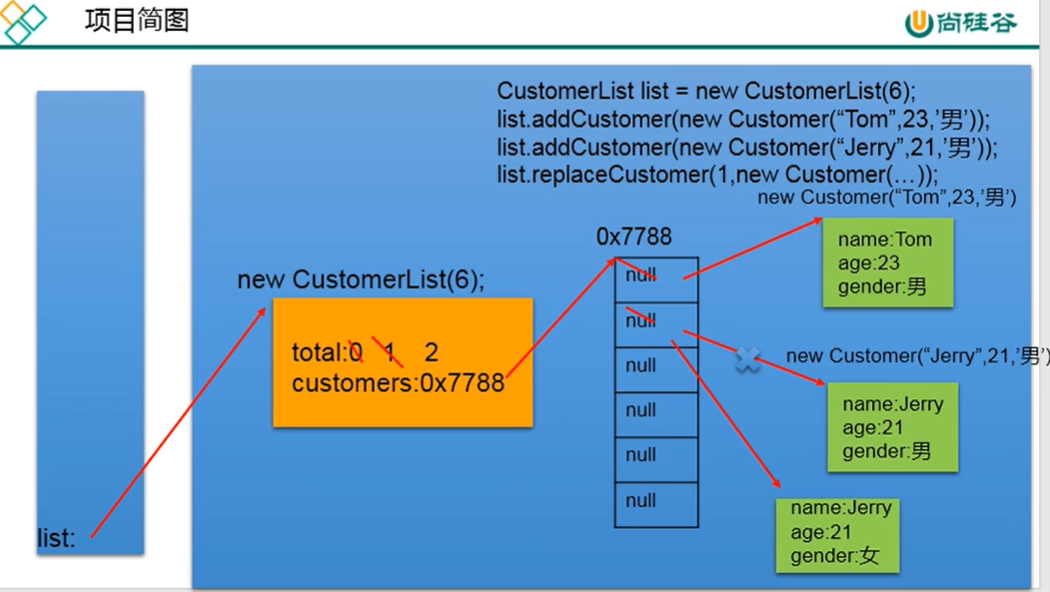 项目简图
尚硅谷
CustomerList list = new CustomerList(6);
list.addCustomer(new Customer(“Tom”,23,’男’));
list.addCustomer(new Customer(“Jerry”,21,’男’));
list.replaceCustomer(1,new Customer(…));
new Customer(“Tom”,23,’男’)
0x7788
name:Tom
age:23
gender:男
new CustomerList(6);
null
null
null
null
null
null
total:0 1 2
customers:0x7788
new Customer(“Jerry”,21,’男’)
name:Jerry
age:21
gender:男
name:Jerry
age:21
gender:女
list: